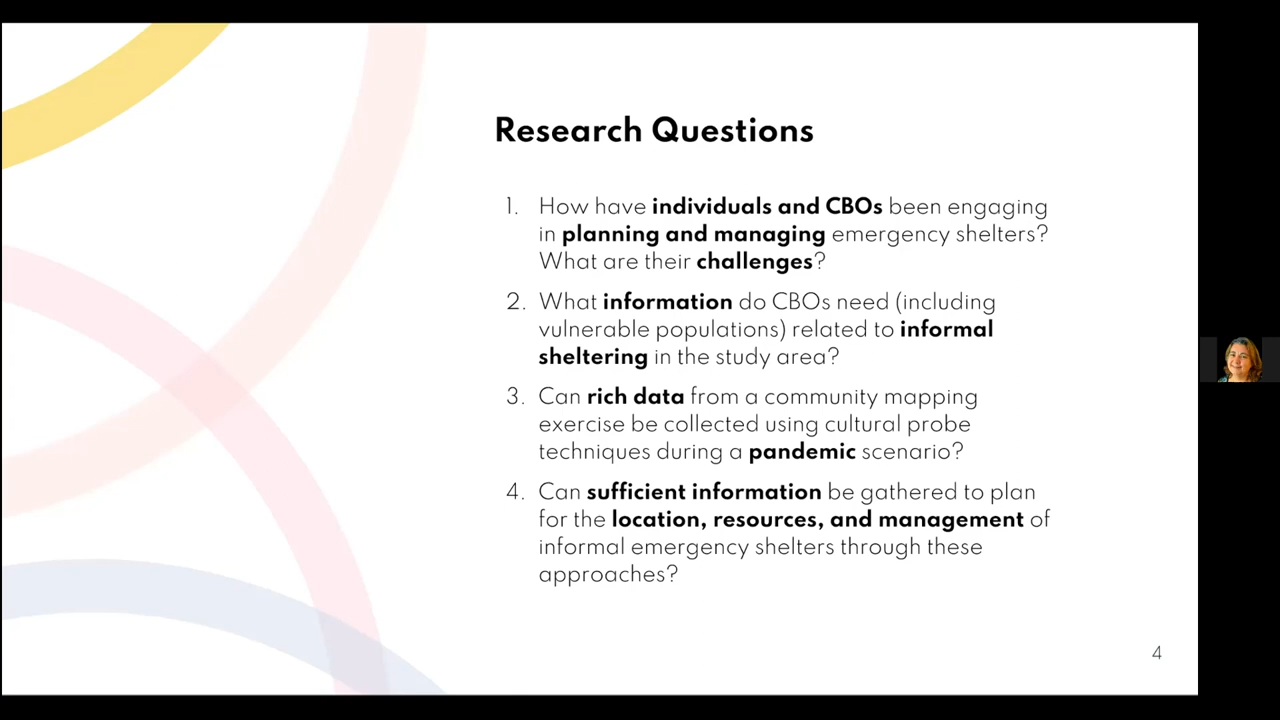 Research Questions
1. How have individuals and CBOs been engaging
in planning and managing emergency shelters?
What are their challenges?
2. What information do CBOs need (including
vulnerable populations) related to informal
sheltering in the study area?
3. Can rich data from a community mapping
exercise be collected using cultural probe
techniques during a pandemic scenario?
4. Can sufficient information be gathered to plan
for the location, resources, and management of
informal emergency shelters through these
approaches?
4